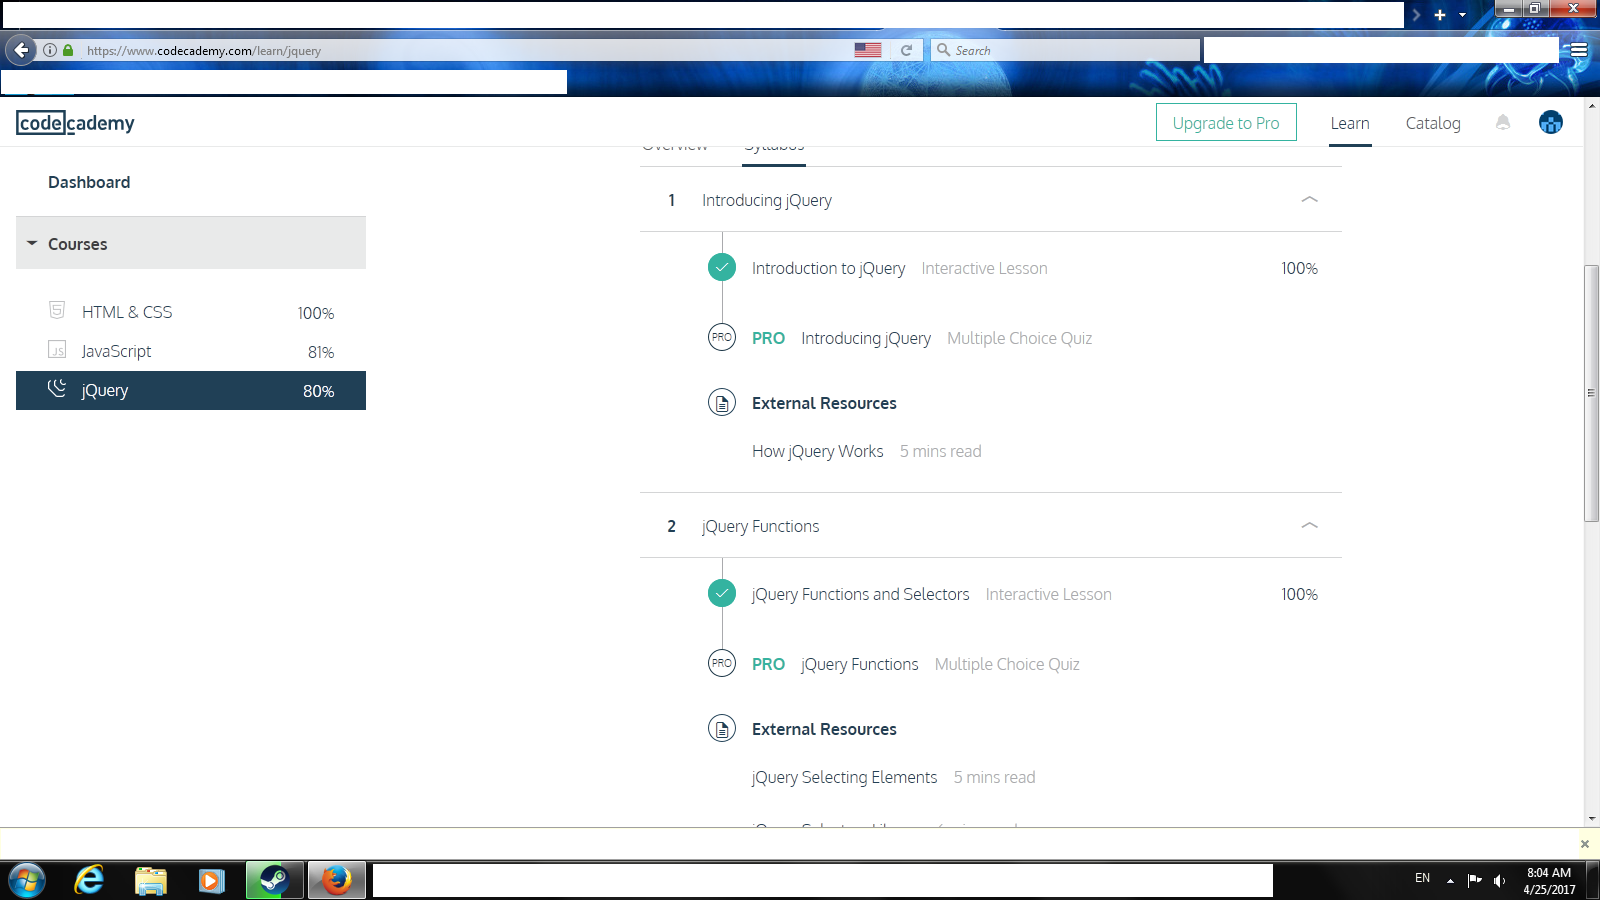 https://www.codecademy.com/learn/jquery
Search
codecademy
Upgrade to Pro
Learn
Catalog
Overview
Syllabus
Dashboard
Courses
HTML & CSS 100%
JS JavaScript 81%
jQuery 80%
1 Introducing jQuery
Introduction to jQuery Interactive Lesson 100%
PRO PRO Introducing jQuery Multiple Choice Quiz
External Resources
How jQuery Works 5 mins read
2 jQuery Functions
jQuery Functions and Selectors Interactive Lesson 100%
PRO PRO jQuery Functions Multiple Choice Quiz
External Resources
jQuery Selecting Elements 5 mins read
EN
8:04 AM
4/25/2017